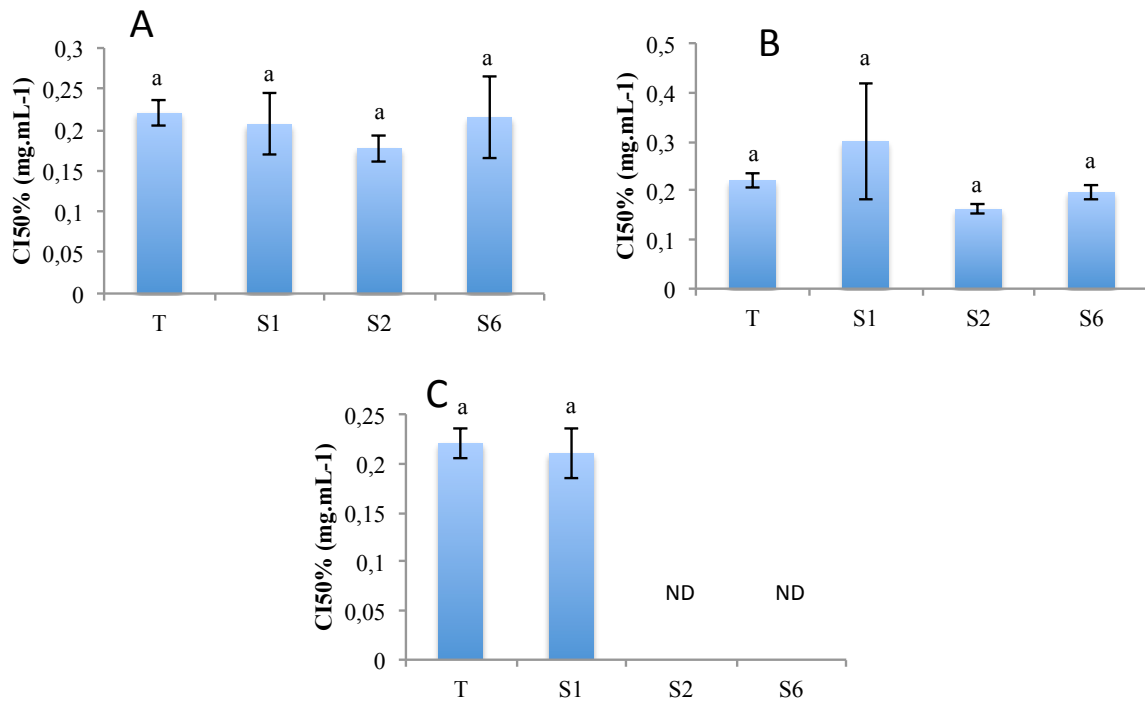 A
CI50% (mg.mL-1)
0,3
0,25
0,2
0,15
0,1
0,05
0
a
a
a
a
T S1 S2 S6
B
CI50% (mg.mL-1)
0,5
0,4
0,3
0,2
0,1
0
a
a
a
a
T S1 S2 S6
C
CI50% (mg.mL-1)
0,25
0,2
0,15
0,1
0,05
0
a a
ND ND
T S1 S2 S6